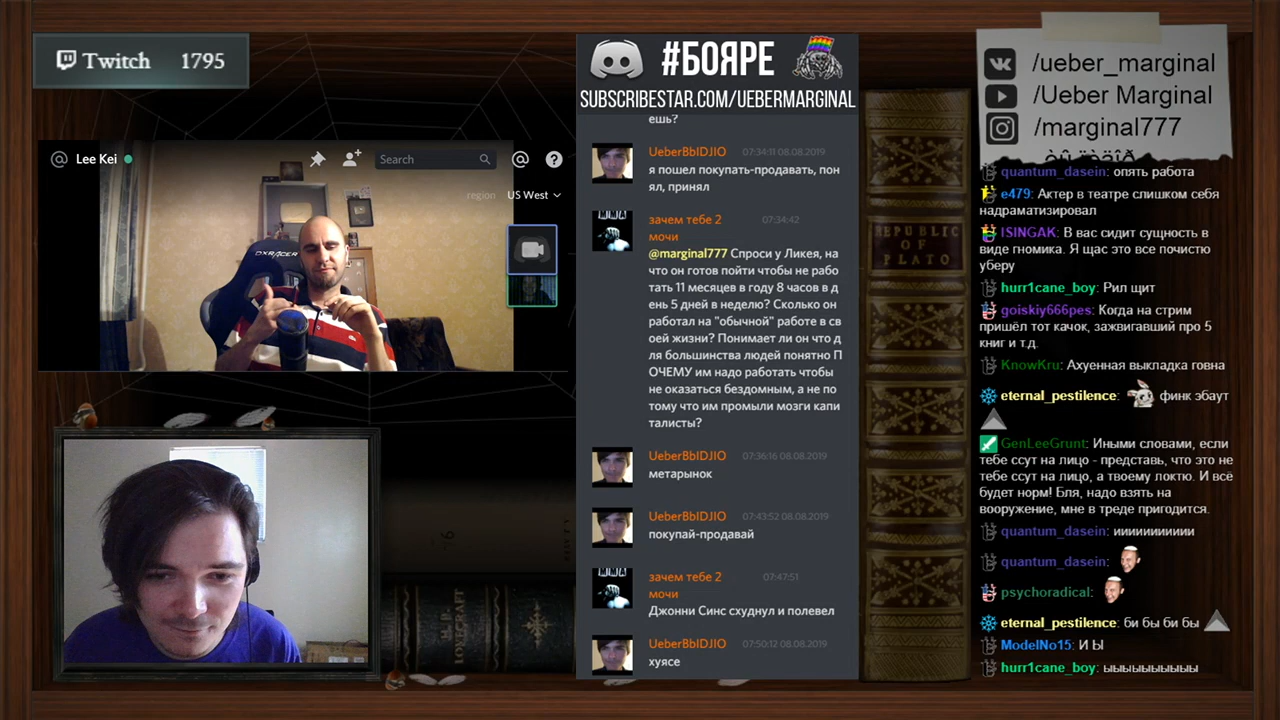 Twitch 1795
Lee Kei
Search
region US West
DXRACER
#БОЯРЕ
SUBSCRIBESTAR.COM/UEBERMARGINAL
ешь?
UeberBbIDJIO 07:34:11 08.08.2019
я пошел покупать-продавать, пон
ял, принял
зачем тебе 2 07:34:42
мочи
@marginal777 Спроси у Ликея, на
что он готов пойти чтобы не рабо
тать 11 месяцев в году 8 часов в д
ень 5 дней в неделю? Сколько он
работал на "обычной" работе в св
оей жизни? Понимает ли он что д
ля большинства людей понятно П
ОЧЕМУ им надо работать чтобы
не оказаться бездомным, а не по
тому что им промыли мозги капи
талисты?
UeberBbIDJIO 07:36:16 08.08.2019
метарынок
UeberBbIDJIO 07:43:52 08.08.2019
покупай-продавай
зачем тебе 2 07:47:51
мочи
Джонни Синс схуднул и полевел
UeberBbIDJIO 07:50:12 08.08.2019
хуясе
REPUBLIC
OF
PLATO
H.P.
LOVECRAFT
/ueber_marginal
/Ueber Marginal
/marginal777
quantum_dasein: опять работа
e479: Актер в театре слишком себя
надраматизировал
ISINGAK: В вас сидит сущность в
виде гномика. Я щас это все почистю
уберу
hurr1cane_boy: Рил щит
goiskiy666pes: Когда на стрим
пришёл тот качок, зажвигавший про 5
книг и т.д.
KnowKru: Ахуенная выкладка говна
eternal_pestilence: финк эбаут
GenLeeGrunt: Иными словами, если
тебе ссут на лицо - представь, что это не
тебе ссут на лицо, а твоему локтю. И всё
будет норм! Бля, надо взять на
вооружение, мне в треде пригодится.
quantum_dasein: ииииииииии
quantum_dasein:
psychoradical:
eternal_pestilence: би бы би бы
ModelNo15: И Ы
hurr1cane_boy: ыыыыыыыыы